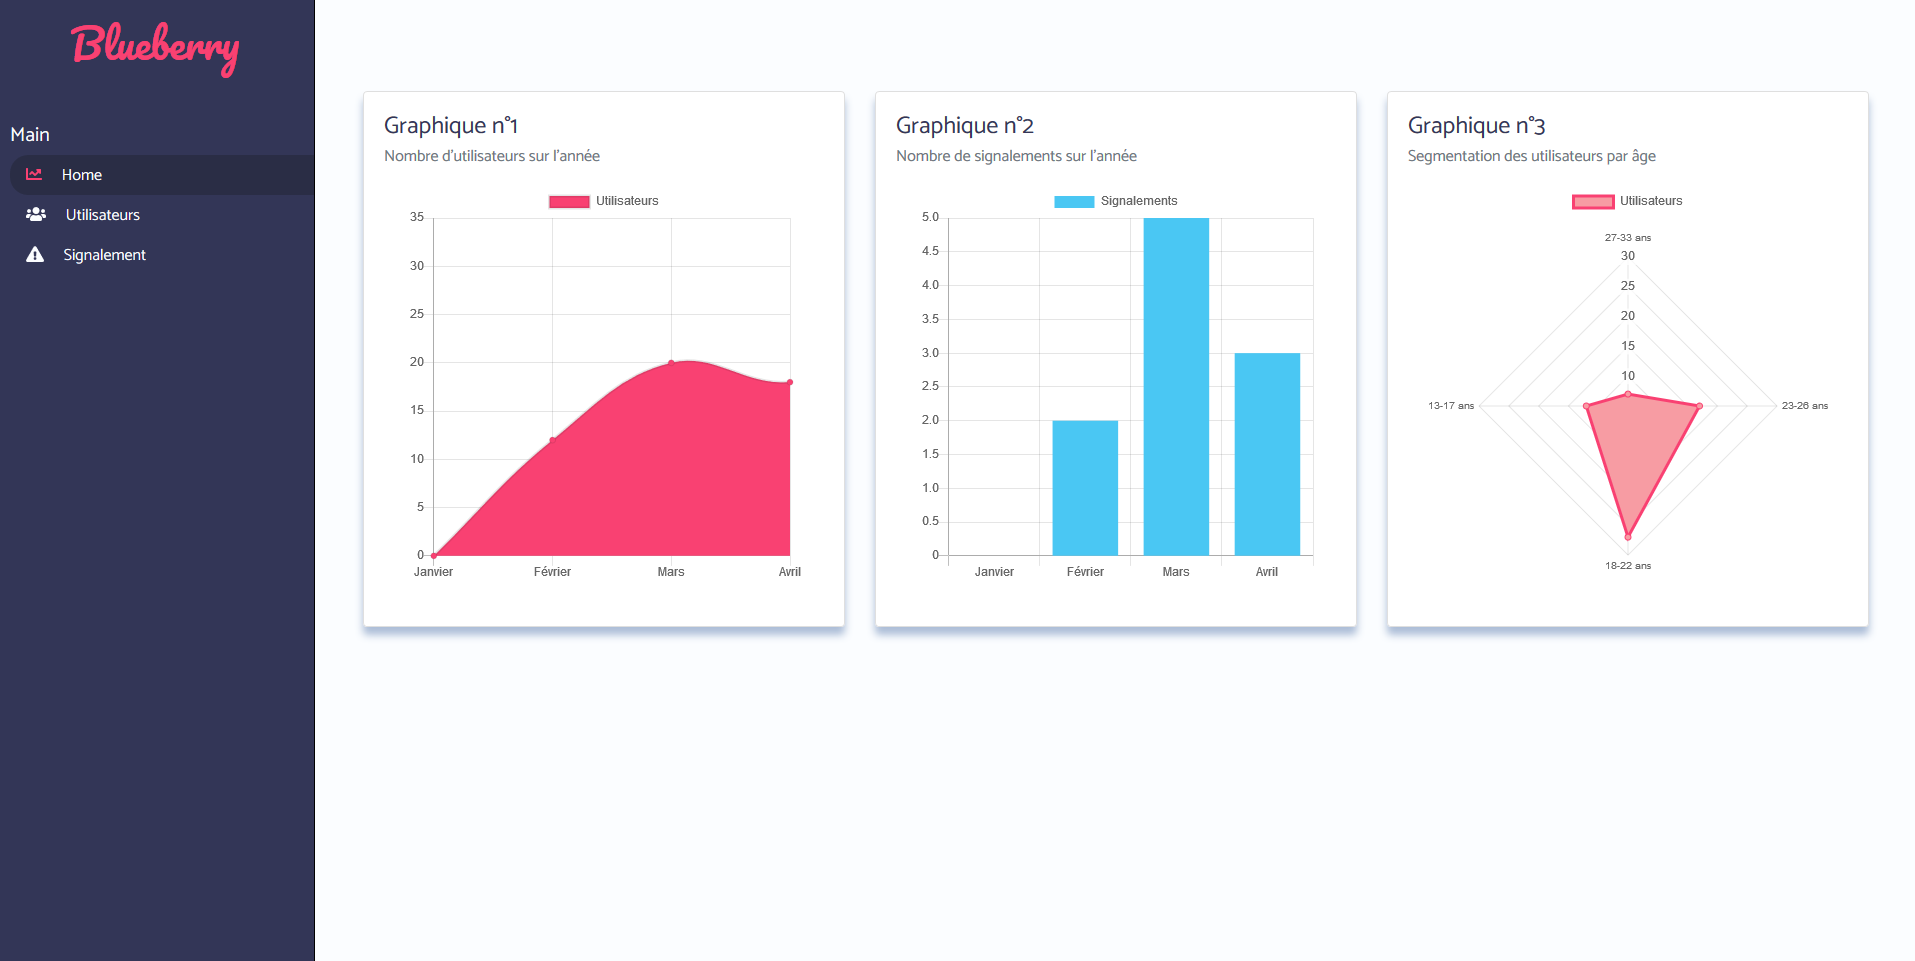 Blueberry
Main
Home
Utilisateurs
Signalement
Graphique n°1
Nombre d'utilisateurs sur l'année
Utilisateurs
35
30
25
20
15
10
5
0
Janvier Février Mars Avril
Graphique n°2
Nombre de signalements sur l'année
Signalements
5.0
4.5
4.0
3.5
3.0
2.5
2.0
1.5
1.0
0.5
0
Janvier Février Mars Avril
Graphique n°3
Segmentation des utilisateurs par âge
Utilisateurs
27-33 ans
30
25
20
15
10
13-17 ans 23-26 ans
18-22 ans